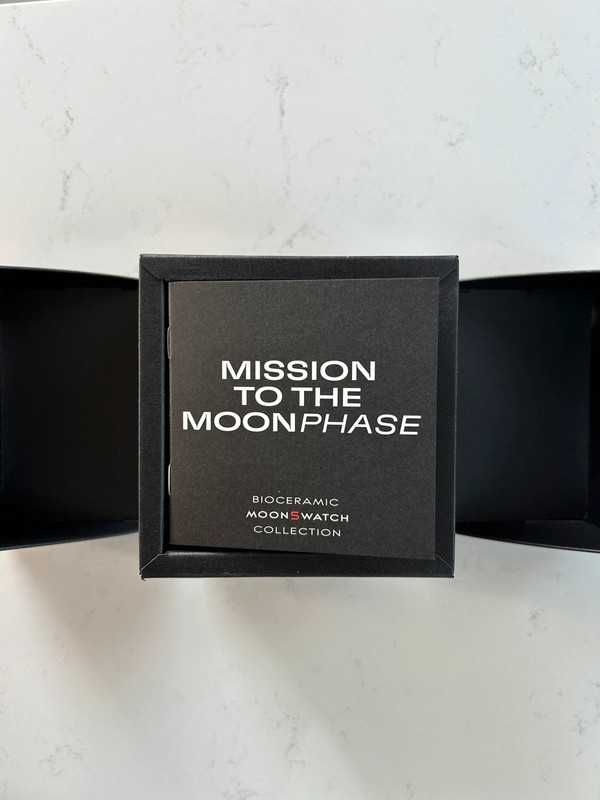 MISSION
TO THE
MOONPHASE
BIOCERAMIC
MOONSWATCH
COLLECTION